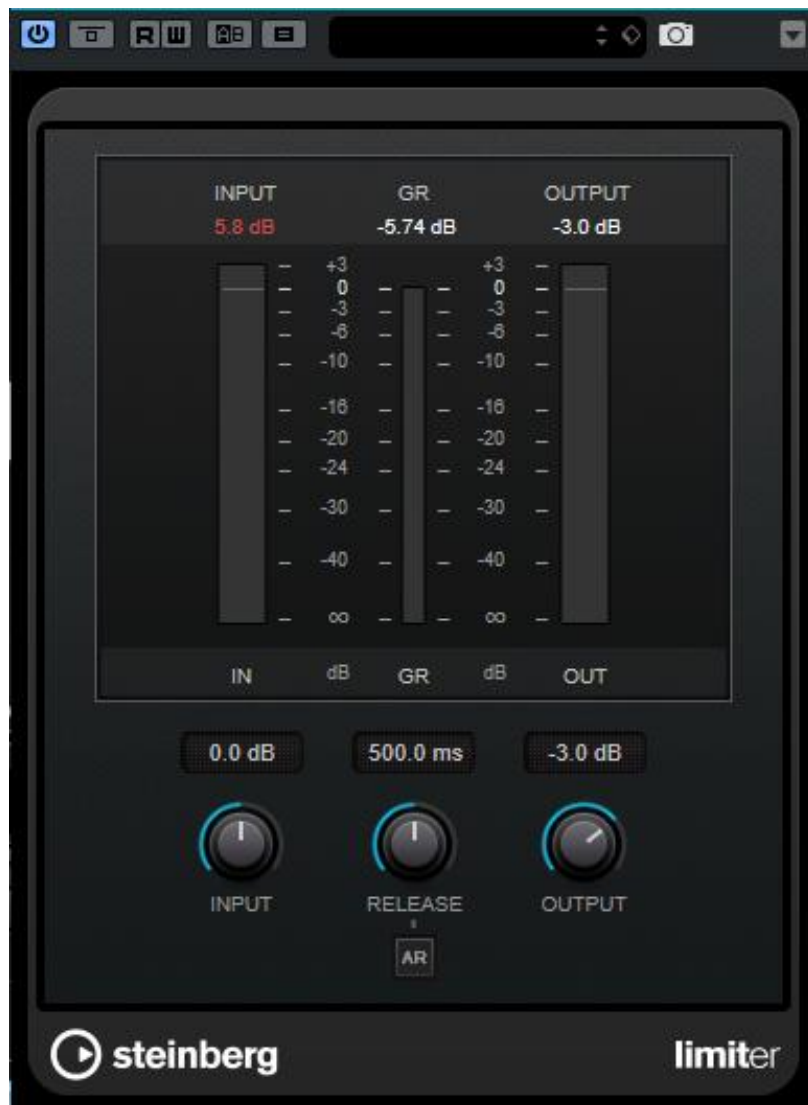 R W AB
INPUT GR OUTPUT
5.8 dB -5.74 dB -3.0 dB
+3 +3
0 0
-3 -3
-6 -6
-10 -10
-16 -16
-20 -20
-24 -24
-30 -30
-40 -40
∞ ∞
IN dB GR dB OUT
0.0 dB 500.0 ms -3.0 dB
INPUT RELEASE OUTPUT
AR
steinberg limiter